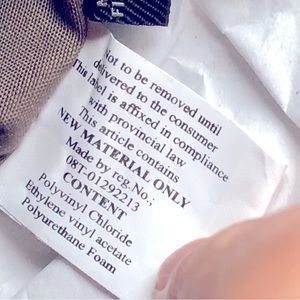 Not to be removed until
delivered to the consumer
This label is affixed in compliance
with provincial law
This article contains
NEW MATERIAL ONLY
Made by reg.No.;
08T-01292213
CONTENT
Polyvinyl Chloride
Ethylene vinyl acetate
Polyurethane Foam